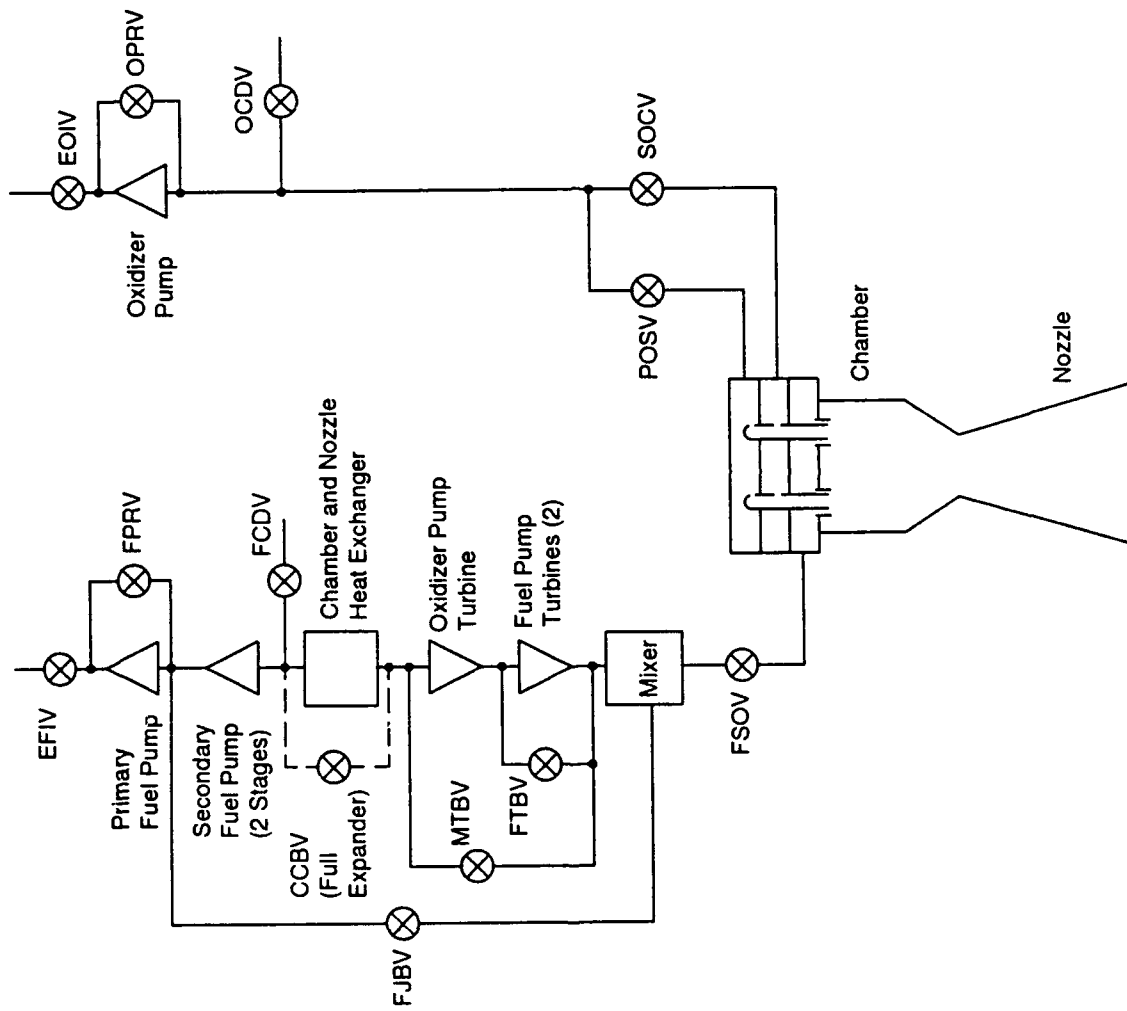 EFIV
FPRV
Primary
Fuel Pump
Secondary
Fuel Pump
(2 Stages)
FCDV
CCBV
(Full
Expander)
Chamber and Nozzle
Heat Exchanger
MTBV
Oxidizer Pump
Turbine
FTBV
Fuel Pump
Turbines (2)
FJBV
Mixer
FSOV
EOIV
OPRV
Oxidizer
Pump
OCDV
POSV
SOCV
Chamber
Nozzle